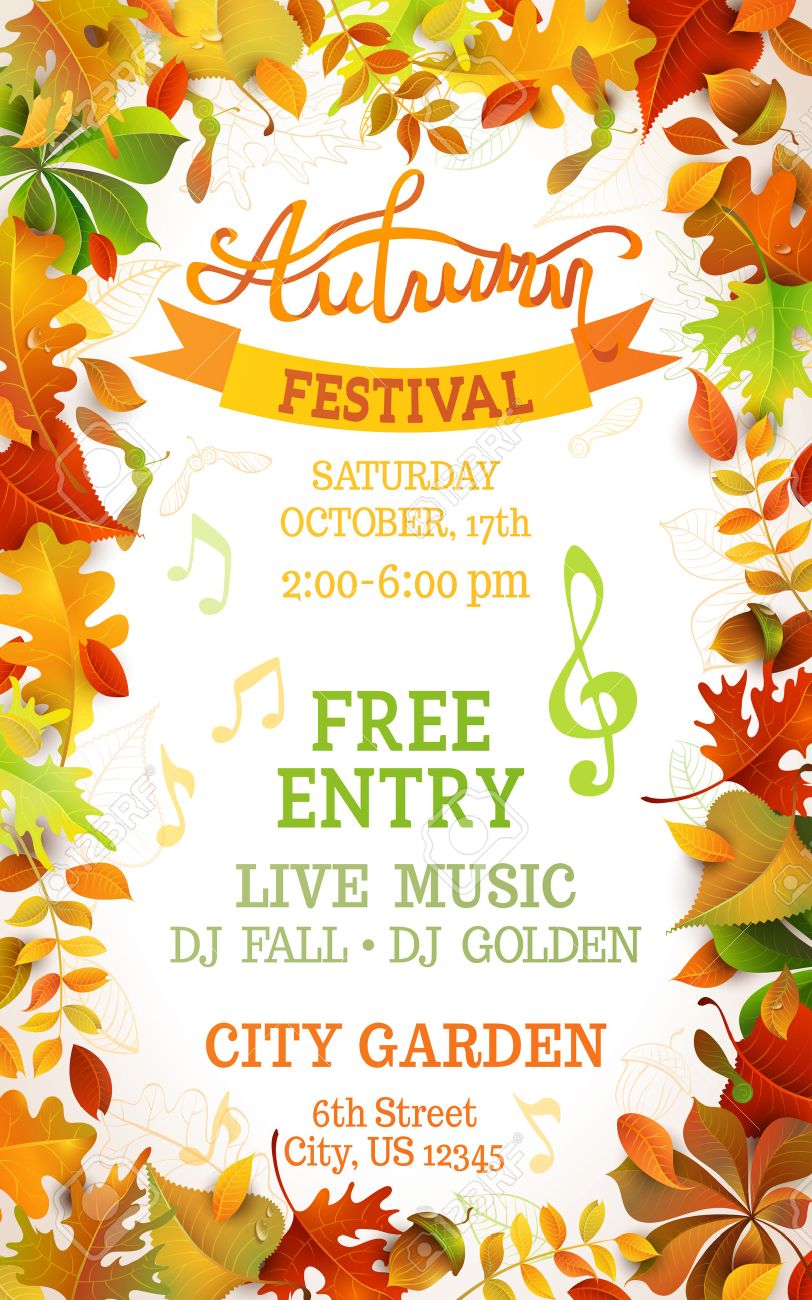 Autumn
FESTIVAL
SATURDAY
OCTOBER, 17th
2:00-6:00 pm
FREE
ENTRY
LIVE MUSIC
DJ FALL • DJ GOLDEN
CITY GARDEN
6th Street
City, US 12345
123RF